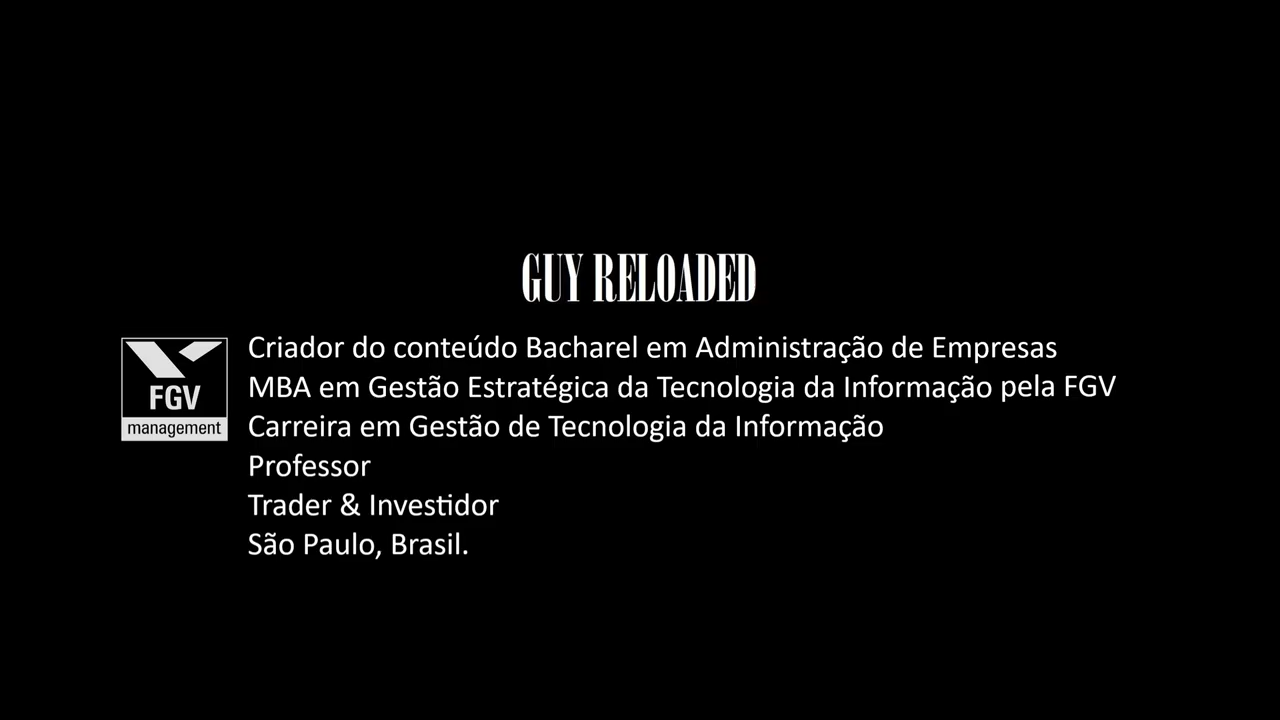 GUY RELOADED
FGV
management
Criador do conteúdo Bacharel em Administração de Empresas
MBA em Gestão Estratégica da Tecnologia da Informação pela FGV
Carreira em Gestão de Tecnologia da Informação
Professor
Trader & Investidor
São Paulo, Brasil.